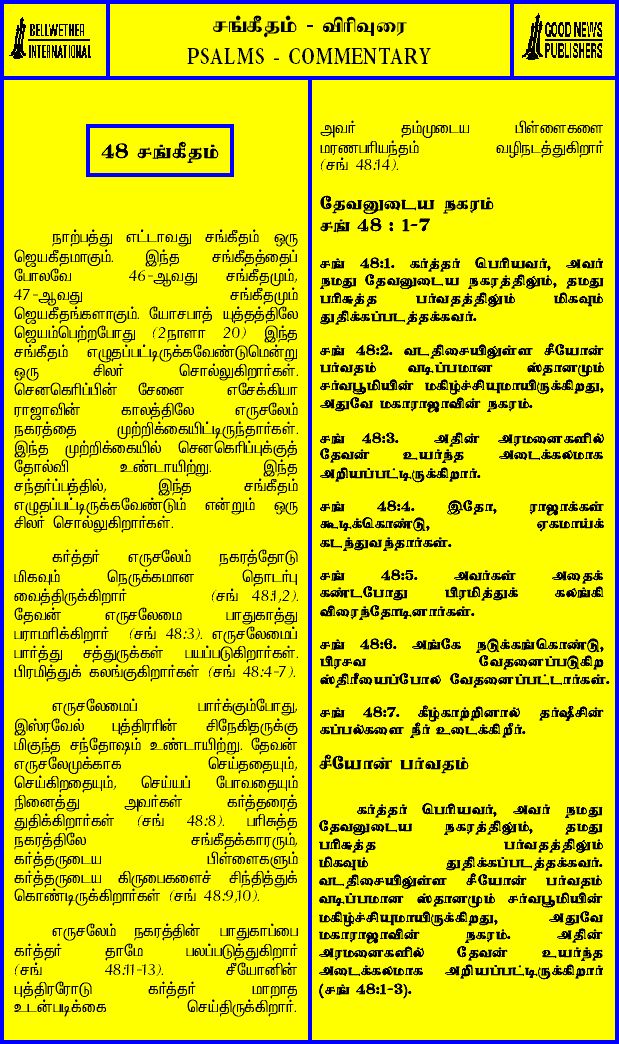 BELLWETHER
INTERNATIONAL
சங்கீதம் - விரிவுரை
PSALMS - COMMENTARY
GOOD NEWS
PUBLISHERS
48 சங்கீதம்
நாற்பத்து எட்டாவது சங்கீதம் ஒரு
ஜெயகீதமாகும். இந்த சங்கீதத்தைப்
போலவே 46-ஆவது சங்கீதமும்,
47-ஆவது சங்கீதமும்
ஜெயகீதங்களாகும். யோசபாத் யுத்தத்திலே
ஜெயம்பெற்றபோது (2நாளா 20) இந்த
சங்கீதம் எழுதப்பட்டிருக்கவேண்டுமென்று
ஒரு சிலர் சொல்லுகிறார்கள்.
செனகெரிப்பின் சேனை எசேக்கியா
ராஜாவின் காலத்திலே எருசலேம்
நகரத்தை முற்றிக்கையிட்டிருந்தார்கள்.
இந்த முற்றிக்கையில் செனகெரிப்புக்குத்
தோல்வி உண்டாயிற்று. இந்த
சந்தர்ப்பத்தில், இந்த சங்கீதம்
எழுதப்பட்டிருக்கவேண்டும் என்றும் ஒரு
சிலர் சொல்லுகிறார்கள்.
கர்த்தர் எருசலேம் நகரத்தோடு
மிகவும் நெருக்கமான தொடர்பு
வைத்திருக்கிறார் (சங் 48:1,2).
தேவன் எருசலேமை பாதுகாத்து
பராமரிக்கிறார் (சங் 48:3). எருசலேமைப்
பார்த்து சத்துருக்கள் பயப்படுகிறார்கள்.
பிரமித்துக் கலங்குகிறார்கள் (சங் 48:4-7).
எருசலேமைப் பார்க்கும்போது,
இஸ்ரவேல் புத்திரரின் சிநேகிதருக்கு
மிகுந்த சந்தோஷம் உண்டாயிற்று. தேவன்
எருசலேமுக்காக செய்ததையும்,
செய்கிறதையும், செய்யப் போவதையும்
நினைத்து அவர்கள் கர்த்தரைத்
துதிக்கிறார்கள் (சங் 48:8). பரிசுத்த
நகரத்திலே சங்கீதக்காரரும்,
கர்த்தருடைய பிள்ளைகளும்
கர்த்தருடைய கிருபைகளைச் சிந்தித்துக்
கொண்டிருக்கிறார்கள் (சங் 48:9,10).
எருசலேம் நகரத்தின் பாதுகாப்பை
கர்த்தர் தாமே பலப்படுத்துகிறார்
(சங் 48:11-13). சீயோனின்
புத்திரரோடு கர்த்தர் மாறாத
உடன்படிக்கை செய்திருக்கிறார்.
அவர் தம்முடைய பிள்ளைகளை
மரணபரியந்தம் வழிநடத்துகிறார்
(சங் 48:14).
தேவனுடைய நகரம்
சங் 48 : 1-7
சங் 48:1. கர்த்தர் பெரியவர், அவர்
நமது தேவனுடைய நகரத்திலும், தமது
பரிசுத்த பர்வதத்திலும் மிகவும்
துதிக்கப்படத்தக்கவர்.
சங் 48:2. வடதிசையிலுள்ள சீயோன்
பர்வதம் வடிப்பமான ஸ்தானமும்
சர்வபூமியின் மகிழ்ச்சியுமாயிருக்கிறது,
அதுவே மகாராஜாவின் நகரம்.
சங் 48:3. அதின் அரமனைகளில்
தேவன் உயர்ந்த அடைக்கலமாக
அறியப்பட்டிருக்கிறார்.
சங் 48:4. இதோ, ராஜாக்கள்
கூடிக்கொண்டு, ஏகமாய்க்
கடந்துவந்தார்கள்.
சங் 48:5. அவர்கள் அதைக்
கண்டபோது பிரமித்துக் கலங்கி
விரைந்தோடினார்கள்.
சங் 48:6. அங்கே நடுக்கங்கொண்டு,
பிரசவ வேதனைப்படுகிற
ஸ்திரீயைப்போல் வேதனைப்பட்டார்கள்.
சங் 48:7. கீழ்காற்றினால் தர்ஷீசின்
கப்பல்களை நீர் உடைக்கிறீர்.
சீயோன் பர்வதம்
கர்த்தர் பெரியவர், அவர் நமது
தேவனுடைய நகரத்திலும், தமது
பரிசுத்த பர்வதத்திலும்
மிகவும் துதிக்கப்படத்தக்கவர்.
வடதிசையிலுள்ள சீயோன் பர்வதம்
வடிப்பமான ஸ்தானமும் சர்வபூமியின்
மகிழ்ச்சியுமாயிருக்கிறது, அதுவே
மகாராஜாவின் நகரம். அதின்
அரமனைகளில் தேவன் உயர்ந்த
அடைக்கலமாக அறியப்பட்டிருக்கிறார்
(சங் 48:1-3).